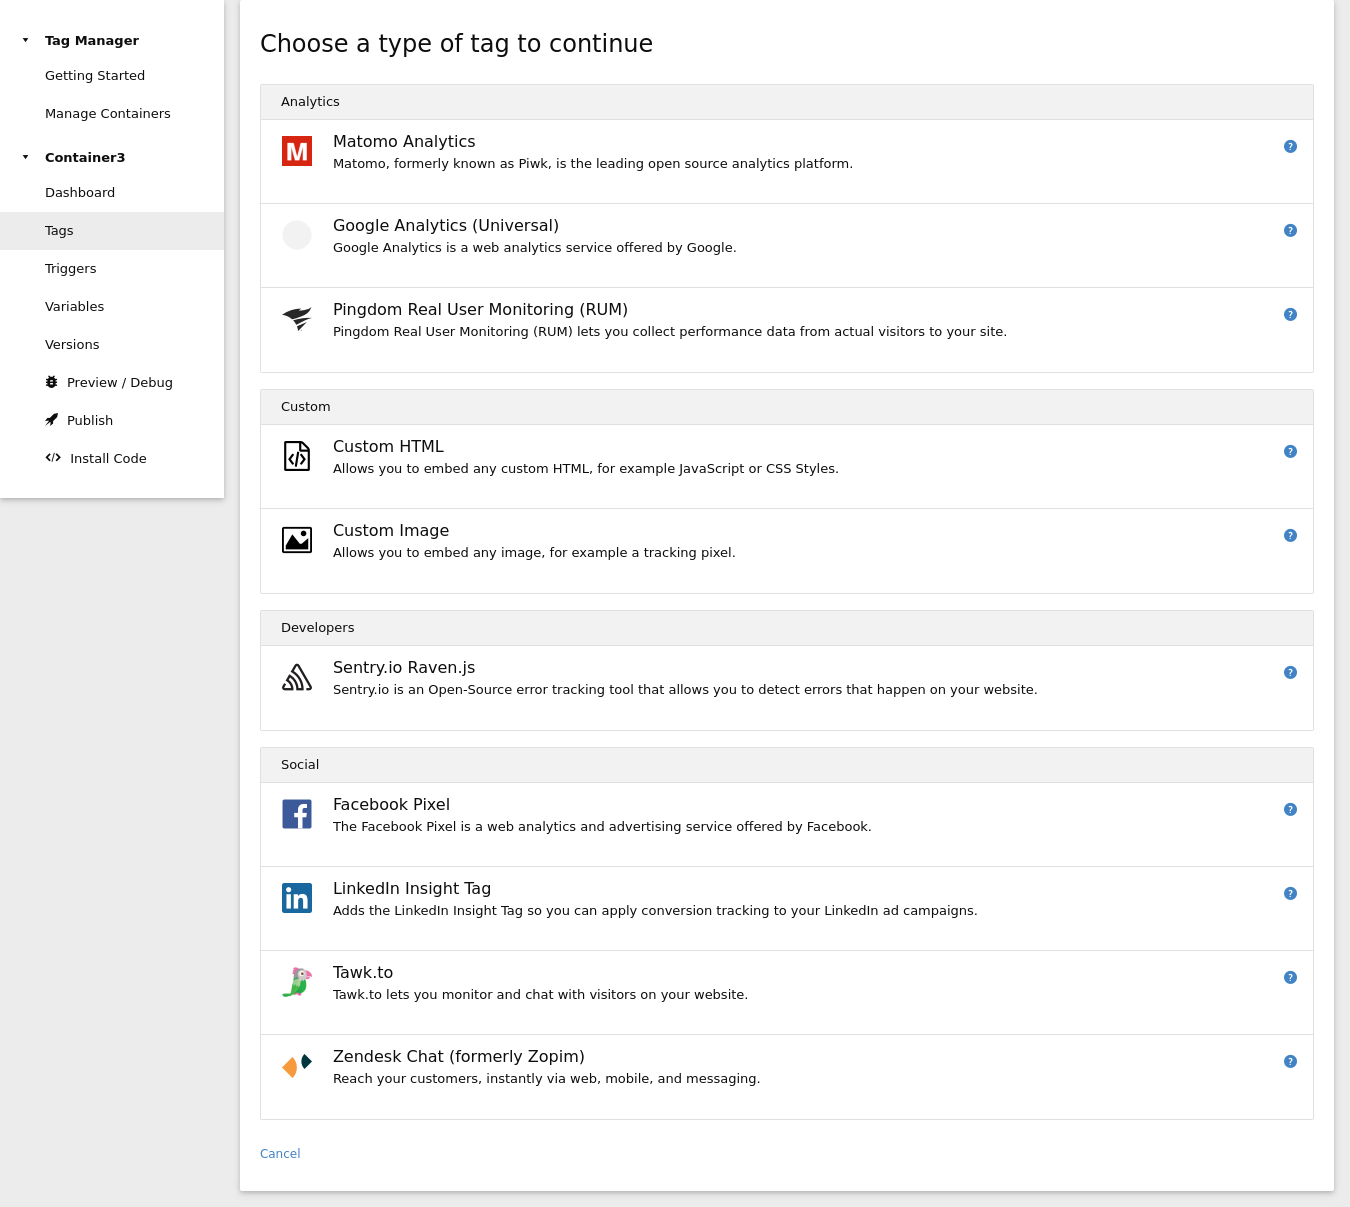 Tag Manager
Getting Started
Manage Containers
Container3
Dashboard
Tags
Triggers
Variables
Versions
Preview / Debug
Publish
Install Code
Choose a type of tag to continue
Analytics
M
Matomo Analytics
?
Matomo, formerly known as Piwk, is the leading open source analytics platform.
Google Analytics (Universal)
?
Google Analytics is a web analytics service offered by Google.
Pingdom Real User Monitoring (RUM)
?
Pingdom Real User Monitoring (RUM) lets you collect performance data from actual visitors to your site.
Custom
Custom HTML
?
Allows you to embed any custom HTML, for example JavaScript or CSS Styles.
Custom Image
?
Allows you to embed any image, for example a tracking pixel.
Developers
Sentry.io Raven.js
?
Sentry.io is an Open-Source error tracking tool that allows you to detect errors that happen on your website.
Social
f
Facebook Pixel
?
The Facebook Pixel is a web analytics and advertising service offered by Facebook.
in
LinkedIn Insight Tag
?
Adds the LinkedIn Insight Tag so you can apply conversion tracking to your LinkedIn ad campaigns.
Tawk.to
?
Tawk.to lets you monitor and chat with visitors on your website.
Zendesk Chat (formerly Zopim)
?
Reach your customers, instantly via web, mobile, and messaging.
Cancel